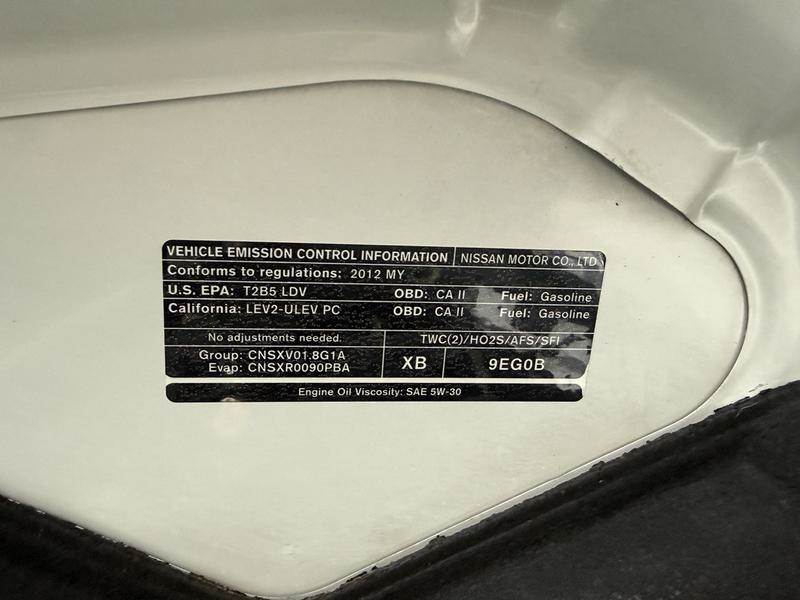 VEHICLE EMISSION CONTROL INFORMATION NISSAN MOTOR CO., LTD
Conforms to regulations: 2012 MY
U.S. EPA: T2B5 LDV OBD: CA II Fuel: Gasoline
California: LEV2-ULEV PC OBD: CA II Fuel: Gasoline
No adjustments needed. TWC(2)/HO2S/AFS/SFI
Group: CNSXV01.8G1A
Evap: CNSXR0090PBA
XB 9EG0B
Engine Oil Viscosity: SAE 5W-30